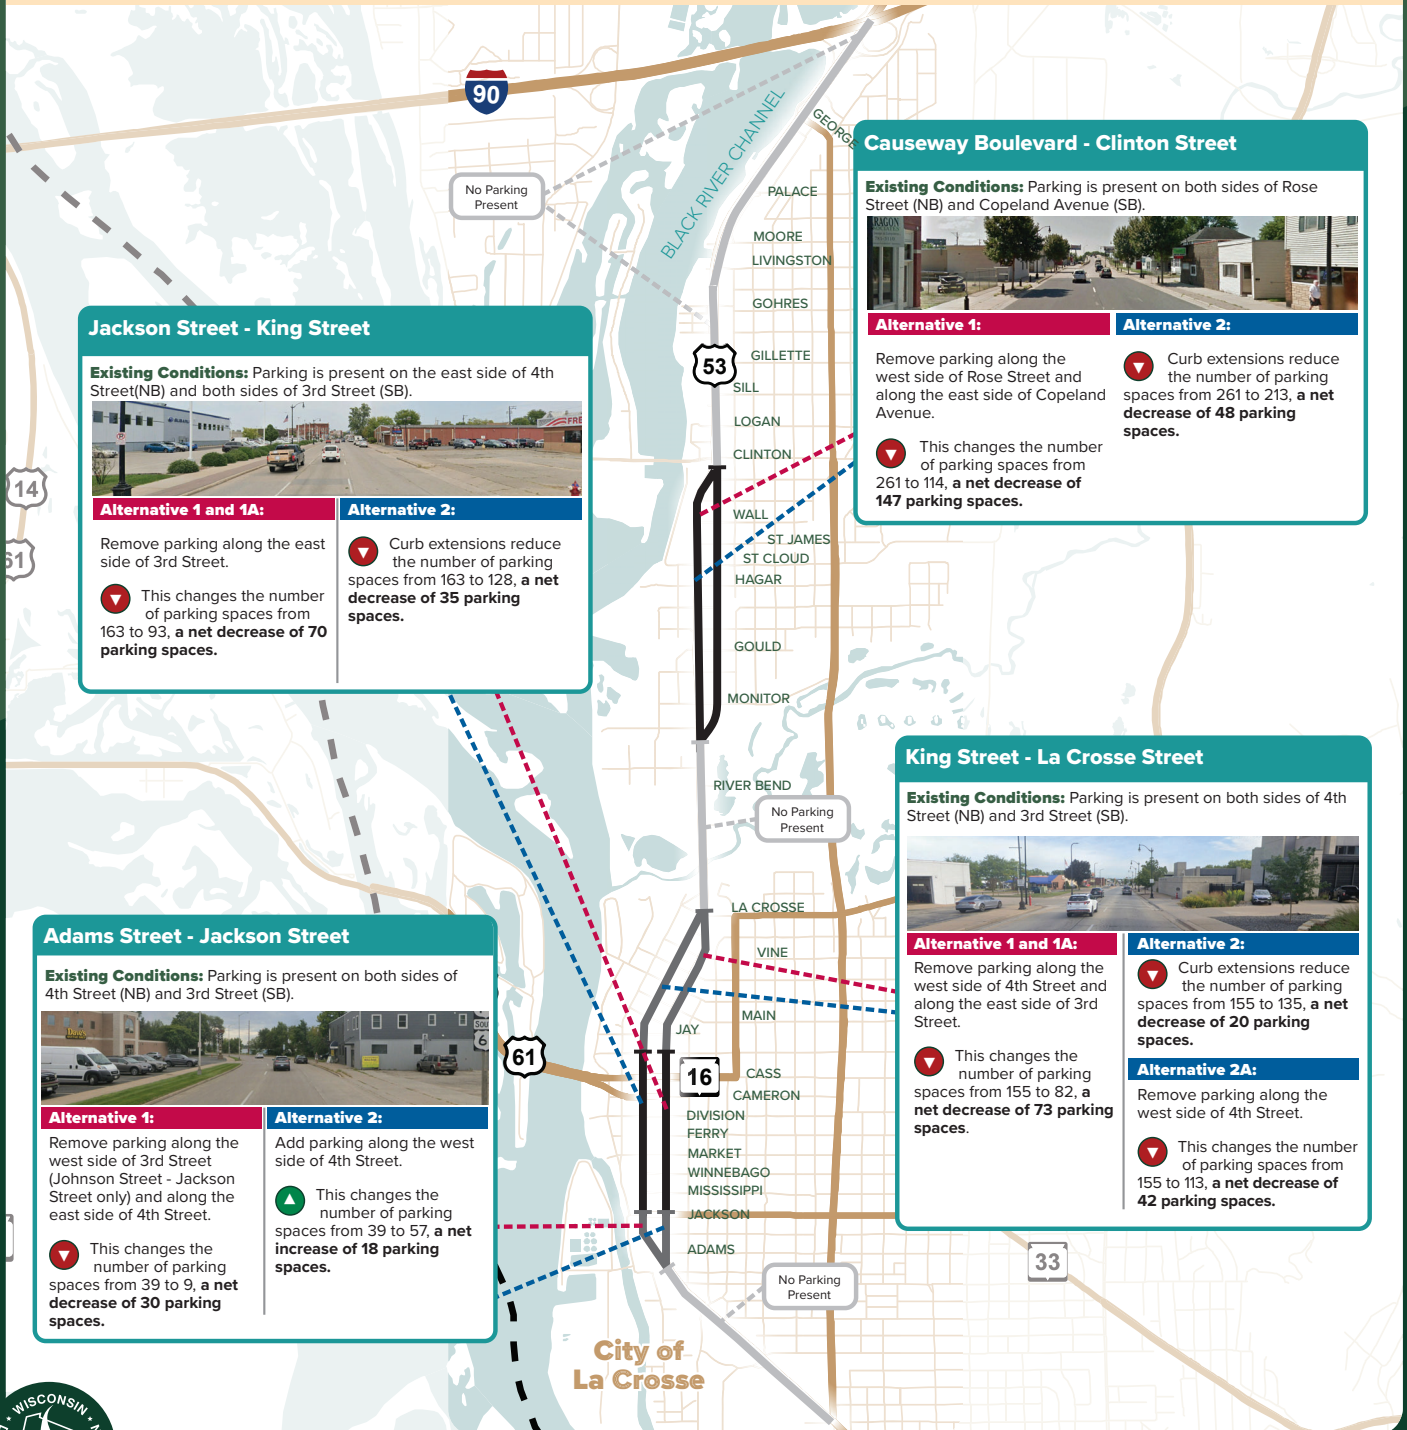 90
No Parking
Present
BLACK RIVER CHANNEL
GEORGE
PALACE
MOORE
LIVINGSTON
GOHRES
53
GILLETTE
SILL
LOGAN
CLINTON
WALL
ST JAMES
ST CLOUD
HAGAR
GOULD
MONITOR
RIVER BEND
No Parking
Present
LA CROSSE
VINE
MAIN
JAY
61
16
CASS
CAMERON
DIVISION
FERRY
MARKET
WINNEBAGO
MISSISSIPPI
JACKSON
ADAMS
No Parking
Present
City of
La Crosse
14
61
33
Causeway Boulevard - Clinton Street
Existing Conditions: Parking is present on both sides of Rose
Street (NB) and Copeland Avenue (SB).
Alternative 1:
Remove parking along the
west side of Rose Street and
along the east side of Copeland
Avenue.
This changes the number
of parking spaces from
261 to 114, a net decrease of
147 parking spaces.
Alternative 2:
Curb extensions reduce
the number of parking
spaces from 261 to 213, a net
decrease of 48 parking
spaces.
Jackson Street - King Street
Existing Conditions: Parking is present on the east side of 4th
Street(NB) and both sides of 3rd Street (SB).
FRE
Alternative 1 and 1A:
Remove parking along the east
side of 3rd Street.
This changes the number
of parking spaces from
163 to 93, a net decrease of 70
parking spaces.
Alternative 2:
Curb extensions reduce
the number of parking
spaces from 163 to 128, a net
decrease of 35 parking
spaces.
King Street - La Crosse Street
Existing Conditions: Parking is present on both sides of 4th
Street (NB) and 3rd Street (SB).
Alternative 1 and 1A:
Remove parking along the
west side of 4th Street and
along the east side of 3rd
Street.
This changes the
number of parking
spaces from 155 to 82, a
net decrease of 73 parking
spaces.
Alternative 2:
Curb extensions reduce
the number of parking
spaces from 155 to 135, a net
decrease of 20 parking
spaces.
Alternative 2A:
Remove parking along the
west side of 4th Street.
This changes the number
of parking spaces from
155 to 113, a net decrease of
42 parking spaces.
Adams Street - Jackson Street
Existing Conditions: Parking is present on both sides of
4th Street (NB) and 3rd Street (SB).
SOU
6
Alternative 1:
Remove parking along the
west side of 3rd Street
(Johnson Street - Jackson
Street only) and along the
east side of 4th Street.
This changes the
number of parking
spaces from 39 to 9, a net
decrease of 30 parking
spaces.
Alternative 2:
Add parking along the west
side of 4th Street.
This changes the
number of parking
spaces from 39 to 57, a net
increase of 18 parking
spaces.
WISCONSIN